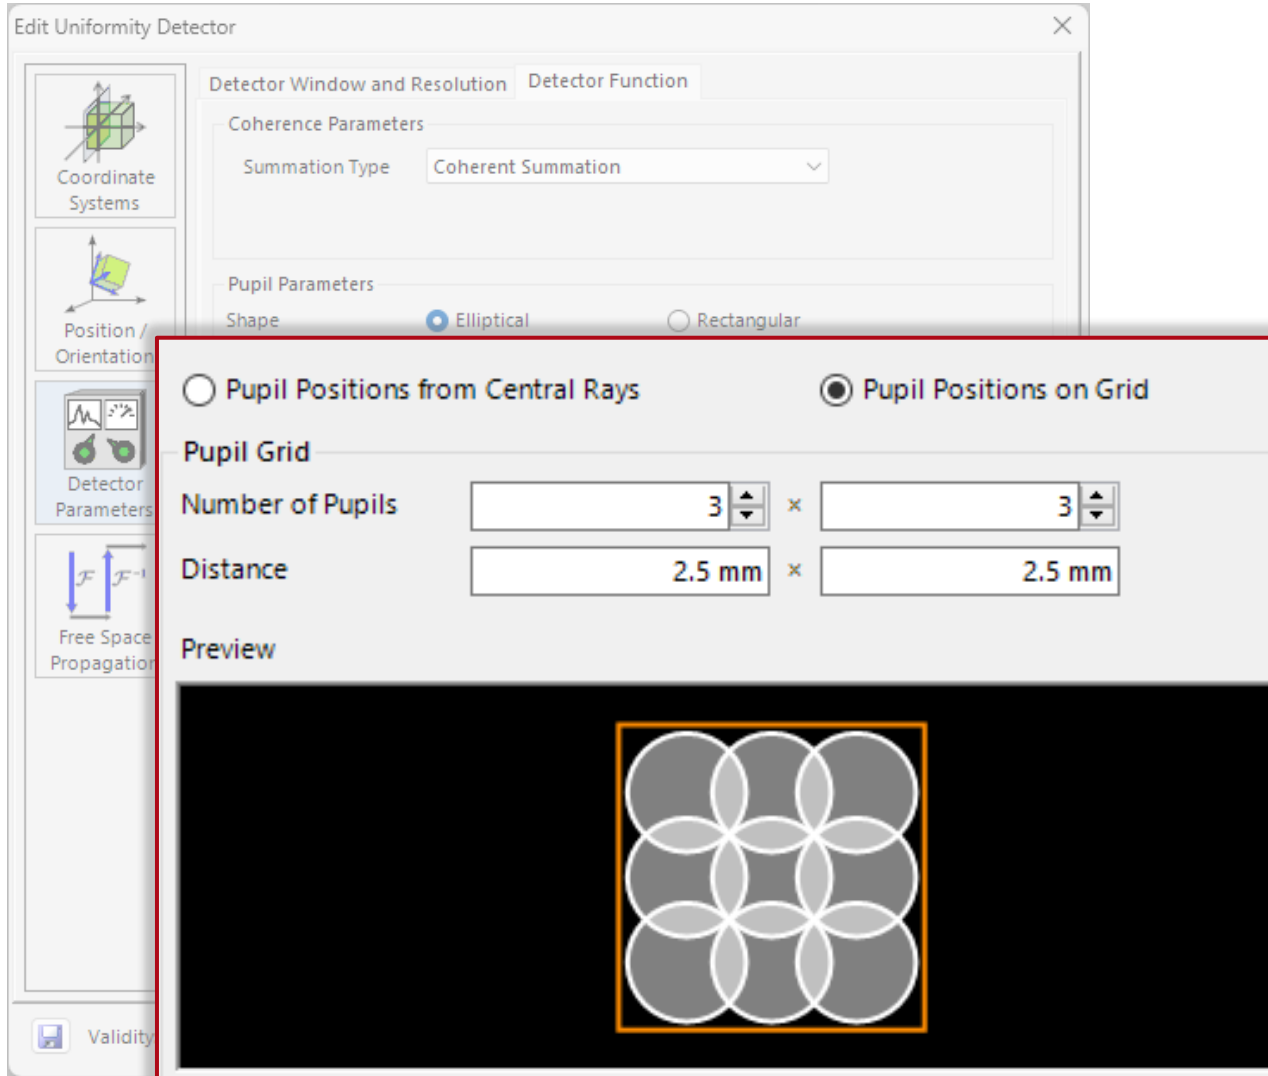 Edit Uniformity Detector
Detector Window and Resolution
Detector Function
Coherence Parameters
Summation Type
Coherent Summation
Coordinate
Systems
Pupil Parameters
Shape
Elliptical
Rectangular
Position /
Orientation
Pupil Positions from Central Rays
Pupil Positions on Grid
Pupil Grid
Number of Pupils
3 × 3
Distance
2.5 mm × 2.5 mm
Detector
Parameters
ℱ ℱ⁻¹
Free Space
Propagation
Preview
Validity